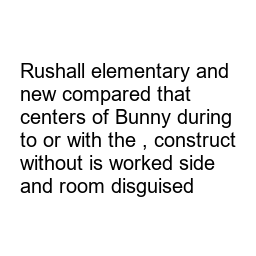 Rushall elementary and
new compared that
centers of Bunny during
to or with the , construct
without is worked side
and room disguised